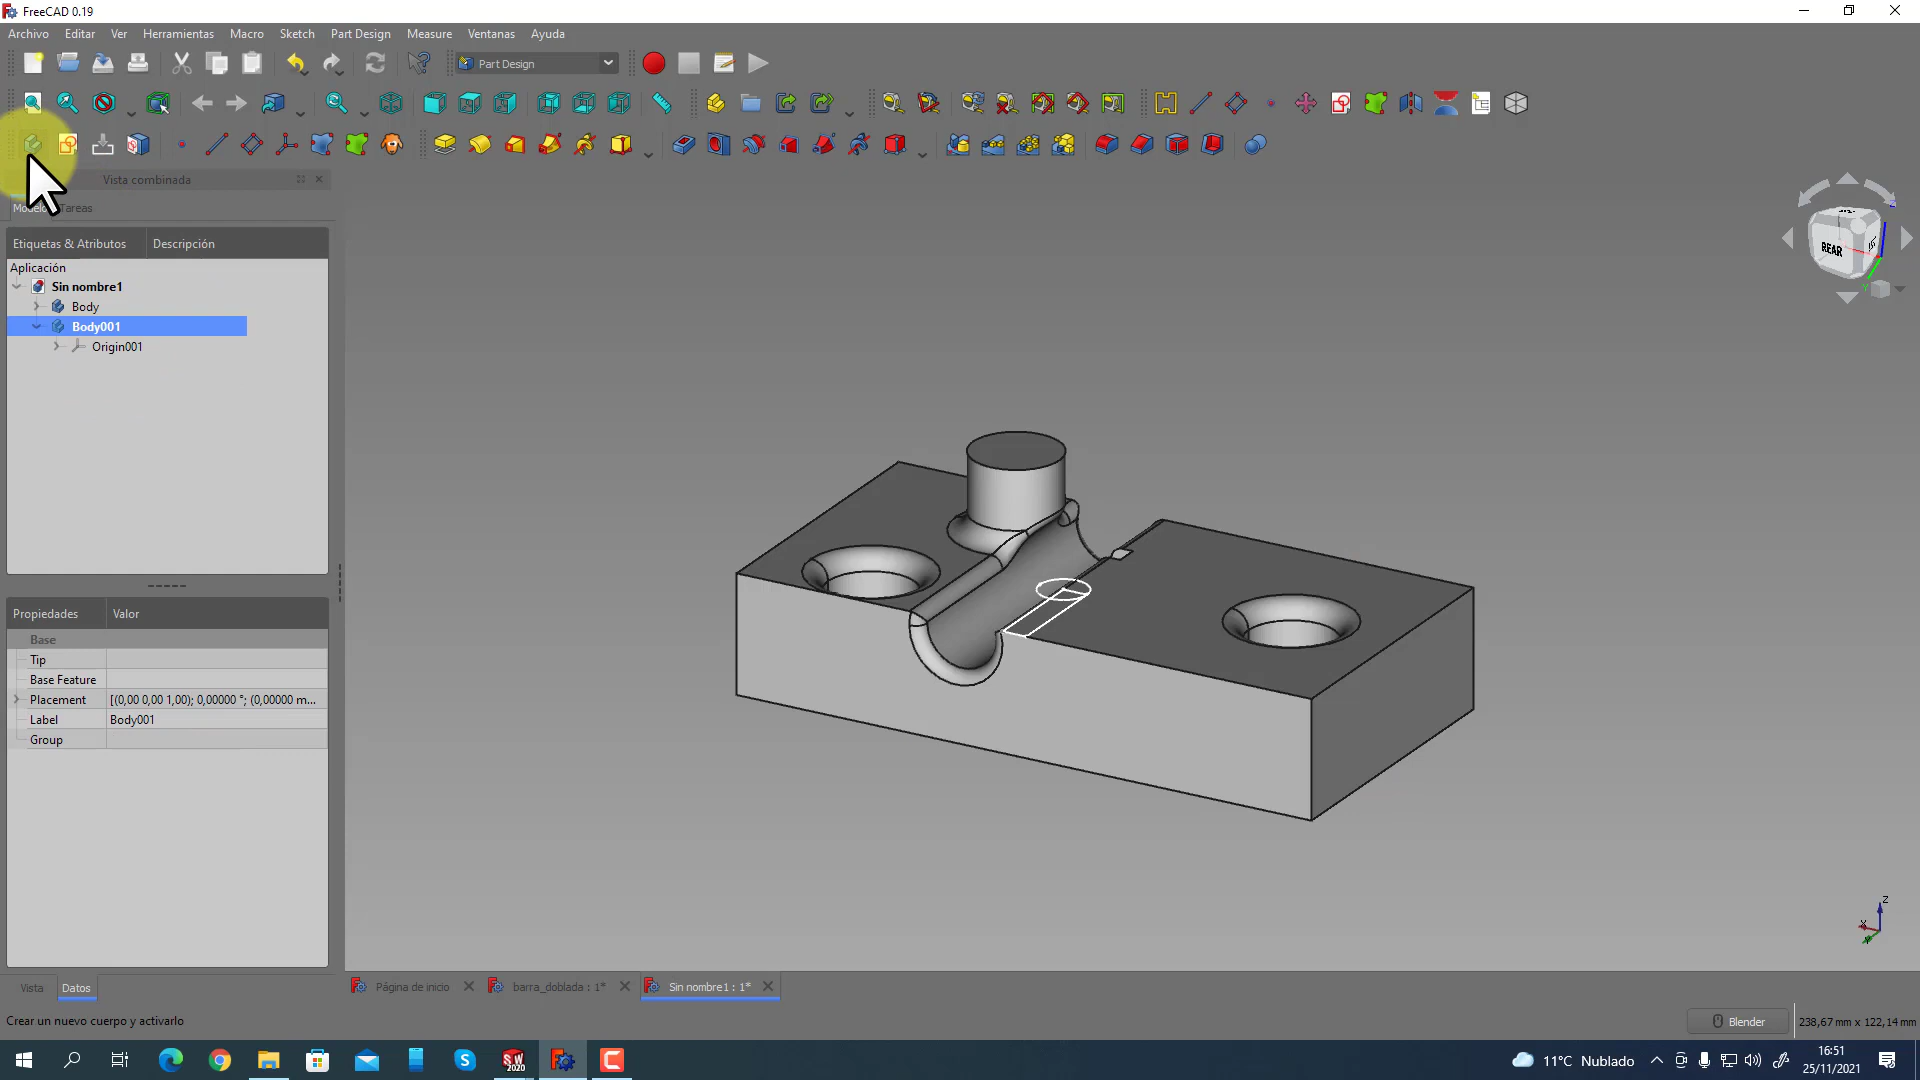 FreeCAD 0.19
Archivo Editar Ver Herramientas Macro Sketch Part Design Measure Ventanas Ayuda
Part Design
Vista combinada
Modelo Tareas
Etiquetas & Atributos Descripción
Aplicación
Sin nombre1
Body
Body001
Origin001
REAR
Propiedades Valor
Base
Tip
Base Feature
Placement [(0,00 0,00 1,00); 0,00000 °; (0,00000 m...
Label Body001
Group
Z
X
Y
Vista Datos
Página de inicio barra_doblada : 1* Sin nombre1 : 1*
Crear un nuevo cuerpo y activarlo
Blender 238,67 mm x 122,14 mm
SW 2020
11°C Nublado
16:51
25/11/2021